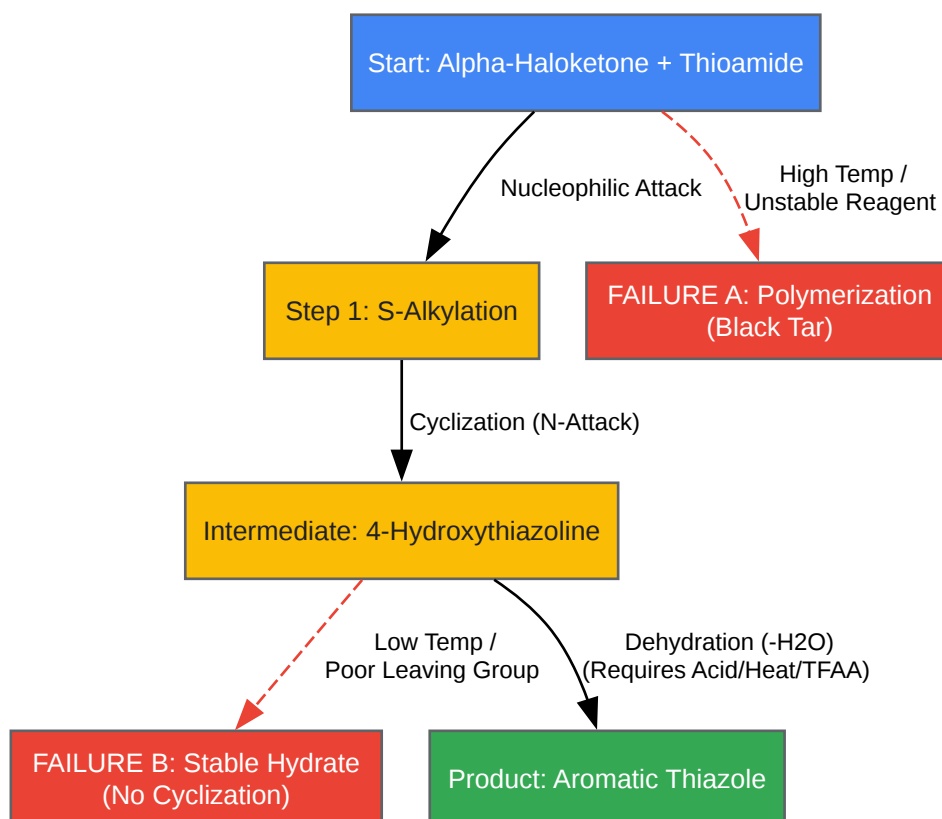 Start: Alpha-Haloketone + Thioamide
Nucleophilic Attack
High Temp /
Unstable Reagent
Step 1: S-Alkylation
FAILURE A: Polymerization
(Black Tar)
Cyclization (N-Attack)
Intermediate: 4-Hydroxythiazoline
Low Temp /
Poor Leaving Group
Dehydration (-H2O)
(Requires Acid/Heat/TFAA)
FAILURE B: Stable Hydrate
(No Cyclization)
Product: Aromatic Thiazole